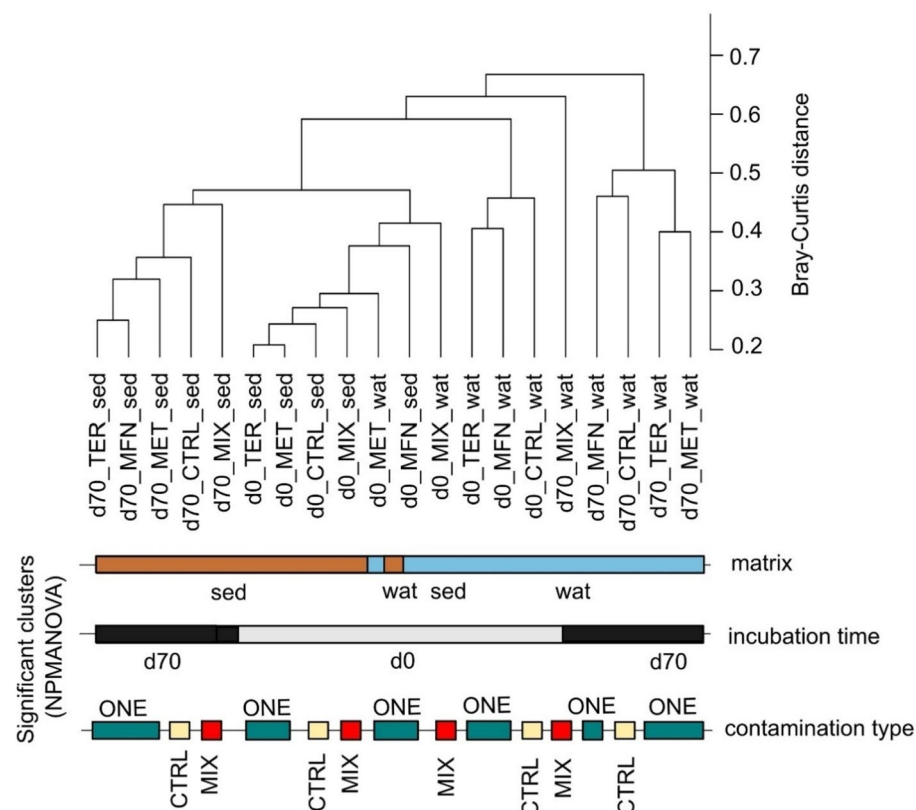 0.7
0.6
0.5
0.4
0.3
0.2
Bray-Curtis distance
d70_TER_sed
d70_MFN_sed
d70_MET_sed
d70_CTRL_sed
d70_MIX_sed
d0_TER_sed
d0_MET_sed
d0_CTRL_sed
d0_MIX_sed
d0_MET_wat
d0_MFN_sed
d0_MIX_wat
d0_TER_wat
d0_MFN_wat
d0_CTRL_wat
d70_MIX_wat
d70_MFN_wat
d70_CTRL_wat
d70_TER_wat
d70_MET_wat
Significant clusters
(NPMANOVA)
matrix
sed wat sed wat
incubation time
d70 d0 d70
ONE ONE ONE ONE ONE ONE
contamination type
CTRL MIX CTRL MIX MIX CTRL MIX CTRL